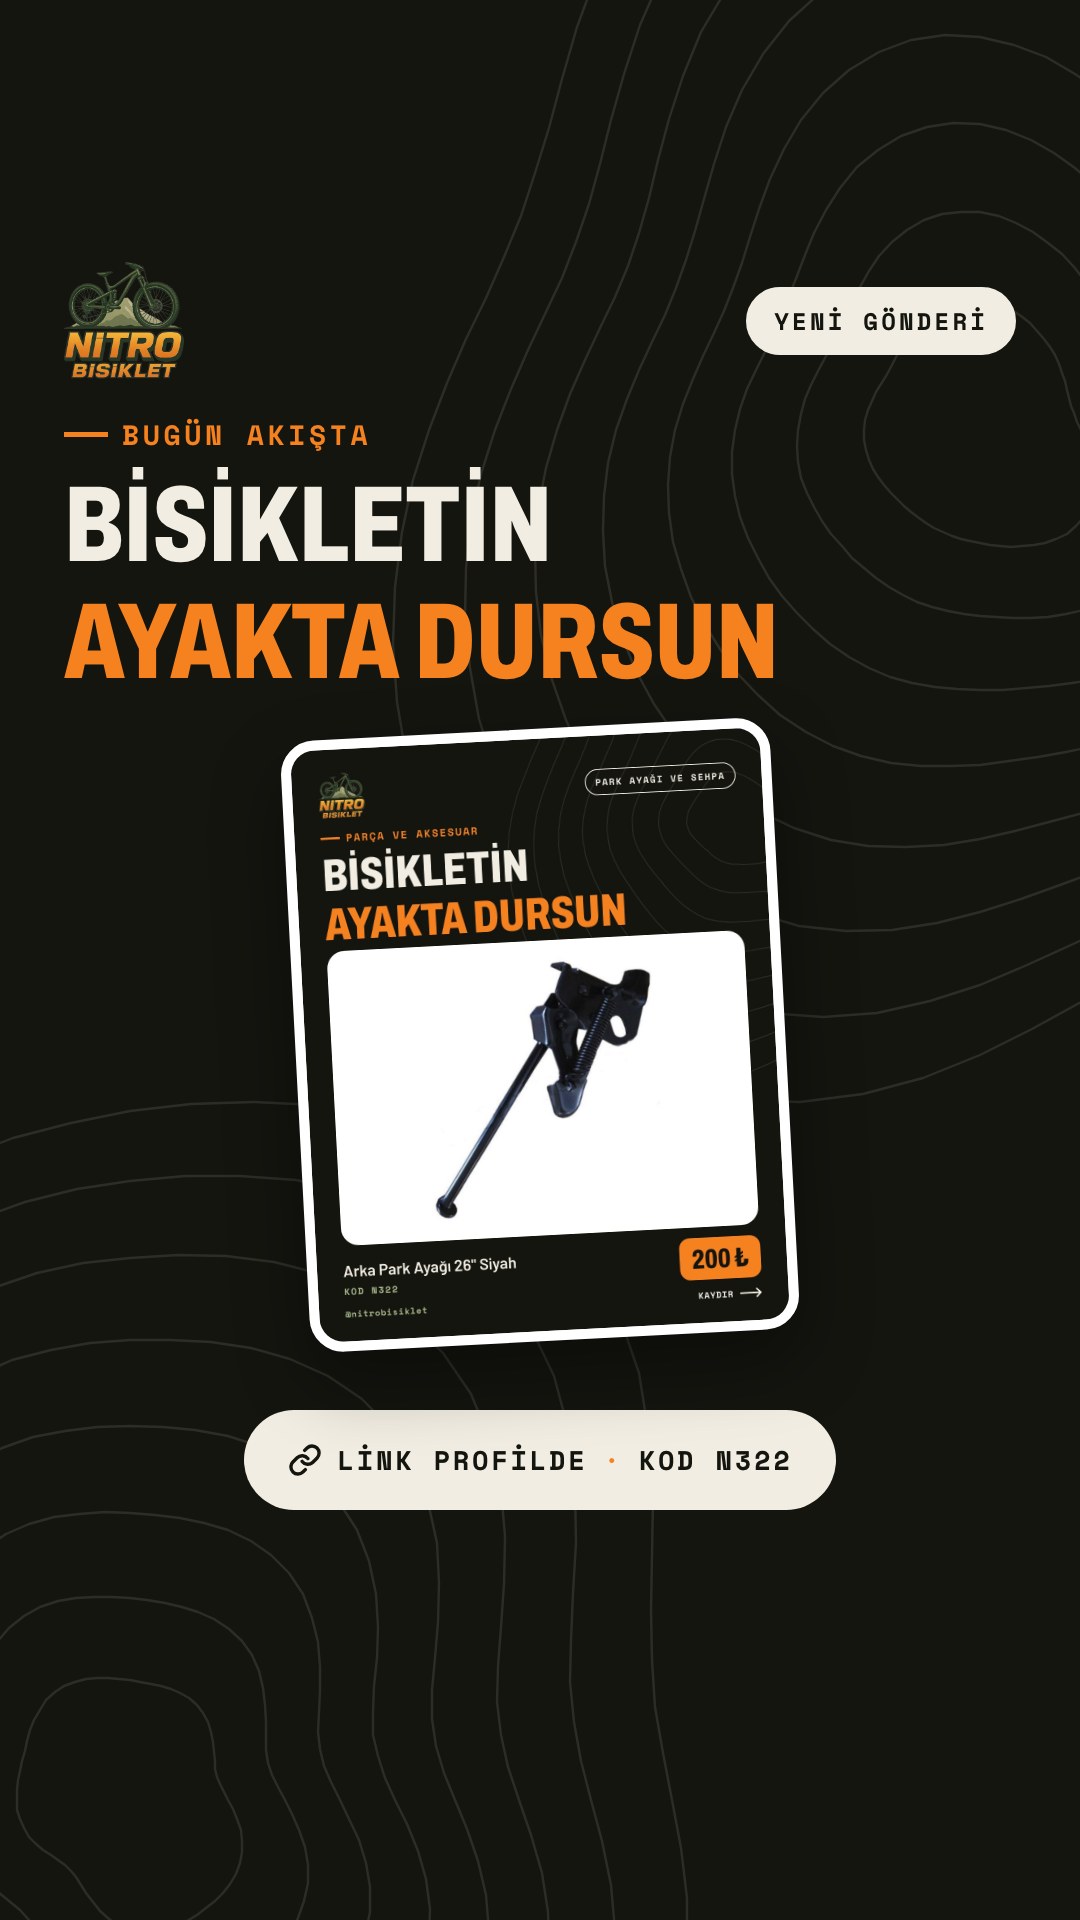 NiTRO
BiSiKLET
YENİ GÖNDERİ
BUGÜN AKIŞTA
BİSİKLETİN
AYAKTA DURSUN
NiTRO
BiSiKLET
PARK AYAĞI VE SEHPA
PARÇA VE AKSESUAR
BİSİKLETİN
AYAKTA DURSUN
Arka Park Ayağı 26" Siyah
200 ₺
KOD N322
KAYDIR →
@nitrobisiklet
LİNK PROFİLDE · KOD N322